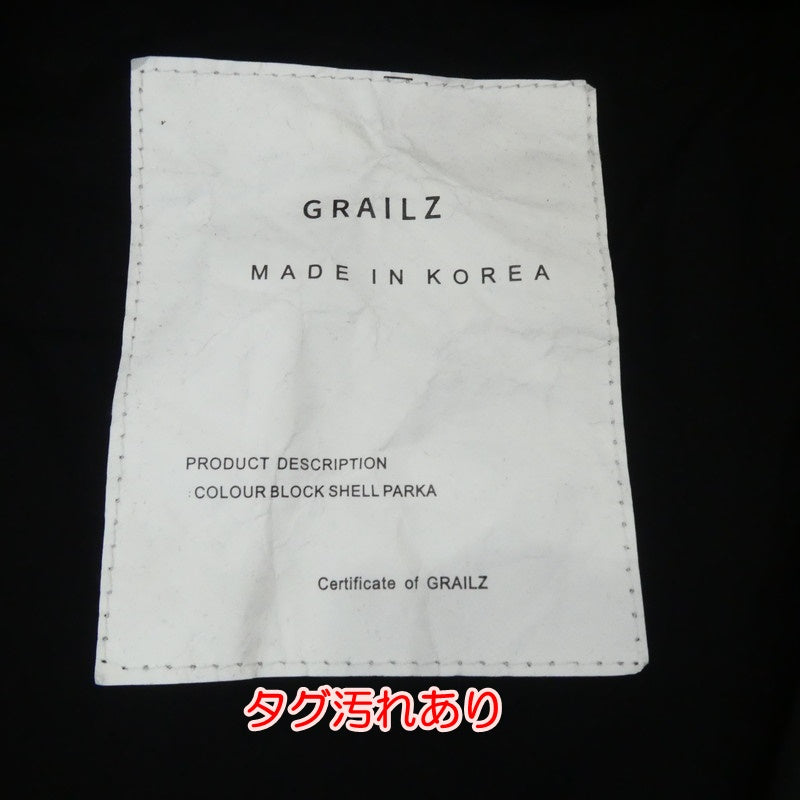 GRAILZ
MADE IN KOREA
PRODUCT DESCRIPTION
:COLOUR BLOCK SHELL PARKA
Certificate of GRAILZ
タグ汚れあり